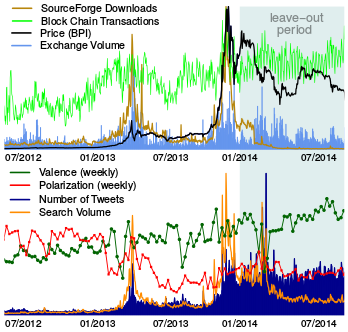 SourceForge Downloads
Block Chain Transactions
Price (BPI)
Exchange Volume
leave−out
period
07/2012 01/2013 07/2013 01/2014 07/2014
Valence (weekly)
Polarization (weekly)
Number of Tweets
Search Volume
07/2012 01/2013 07/2013 01/2014 07/2014